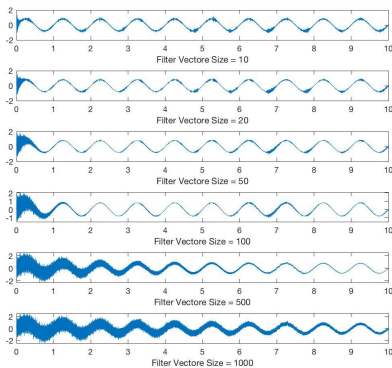 2
0
-2
0 1 2 3 4 5 6 7 8 9 10
Filter Vectore Size = 10
2
0
-2
0 1 2 3 4 5 6 7 8 9 10
Filter Vectore Size = 20
2
0
-2
0 1 2 3 4 5 6 7 8 9 10
Filter Vectore Size = 50
2
1
0
-1
0 1 2 3 4 5 6 7 8 9 10
Filter Vectore Size = 100
2
0
-2
0 1 2 3 4 5 6 7 8 9 10
Filter Vectore Size = 500
2
0
-2
0 1 2 3 4 5 6 7 8 9 10
Filter Vectore Size = 1000